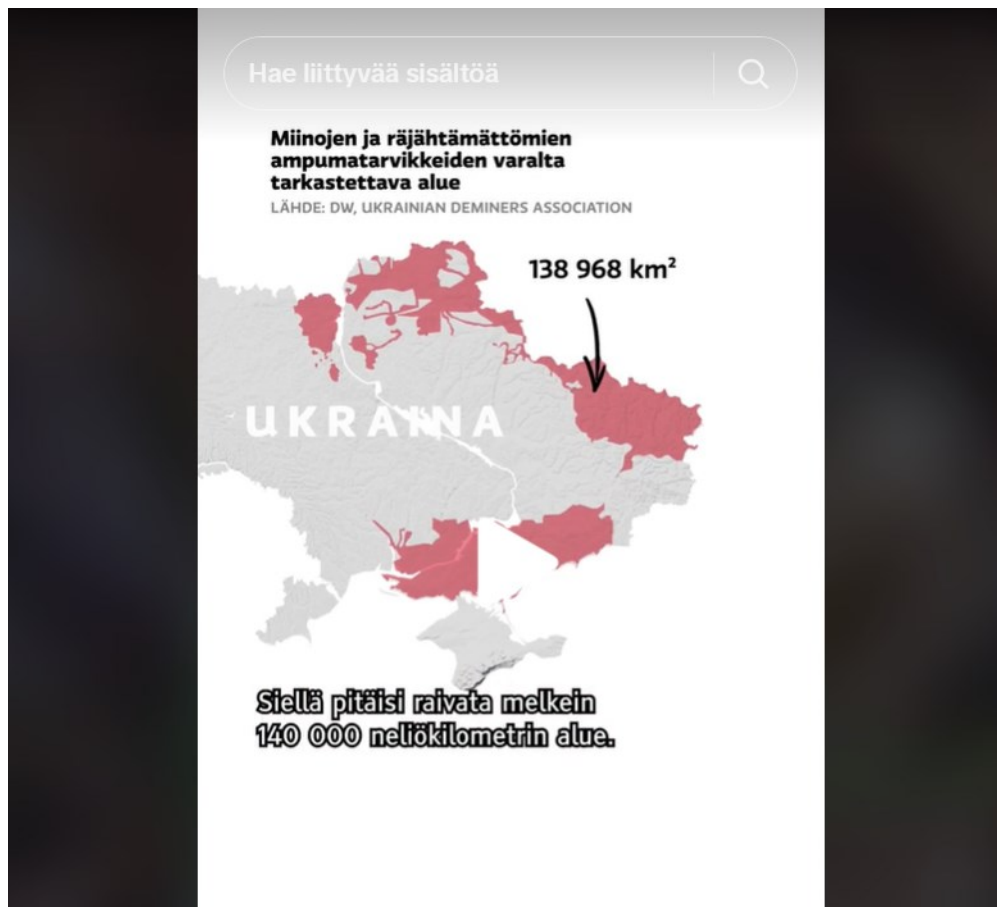 Hae liittyvää sisältöä
Miinojen ja räjähtämättömien
ampumatarvikkeiden varalta
tarkastettava alue
LÄHDE: DW, UKRAINIAN DEMINERS ASSOCIATION
138 968 km²
UKRAINA
Siellä pitäisi raivata melkein
140 000 neliökilometrin alue.